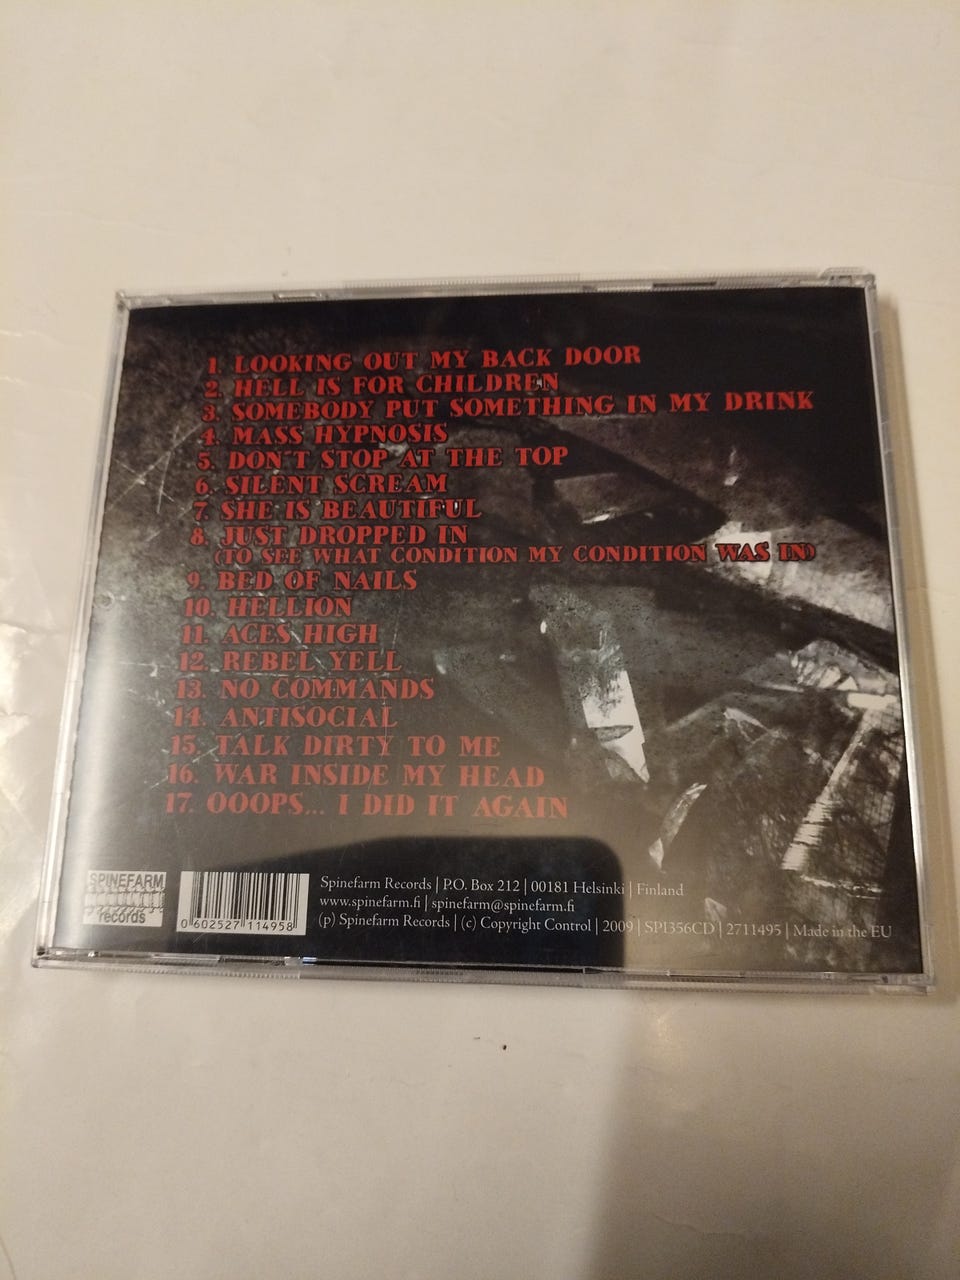 1. LOOKING OUT MY BACK DOOR
2. HELL IS FOR CHILDREN
3. SOMEBODY PUT SOMETHING IN MY DRINK
4. MASS HYPNOSIS
5. DON'T STOP AT THE TOP
6. SILENT SCREAM
7. SHE IS BEAUTIFUL
8. JUST DROPPED IN
(TO SEE WHAT CONDITION MY CONDITION WAS IN)
9. BED OF NAILS
10. HELLION
11. ACES HIGH
12. REBEL YELL
13. NO COMMANDS
14. ANTISOCIAL
15. TALK DIRTY TO ME
16. WAR INSIDE MY HEAD
17. OOOPS... I DID IT AGAIN
SPINEFARM
records
0 602527 114958
Spinefarm Records | P.O. Box 212 | 00181 Helsinki | Finland
www.spinefarm.fi | spinefarm@spinefarm.fi
(p) Spinefarm Records | (c) Copyright Control | 2009 | SPI356CD | 2711495 | Made in the EU